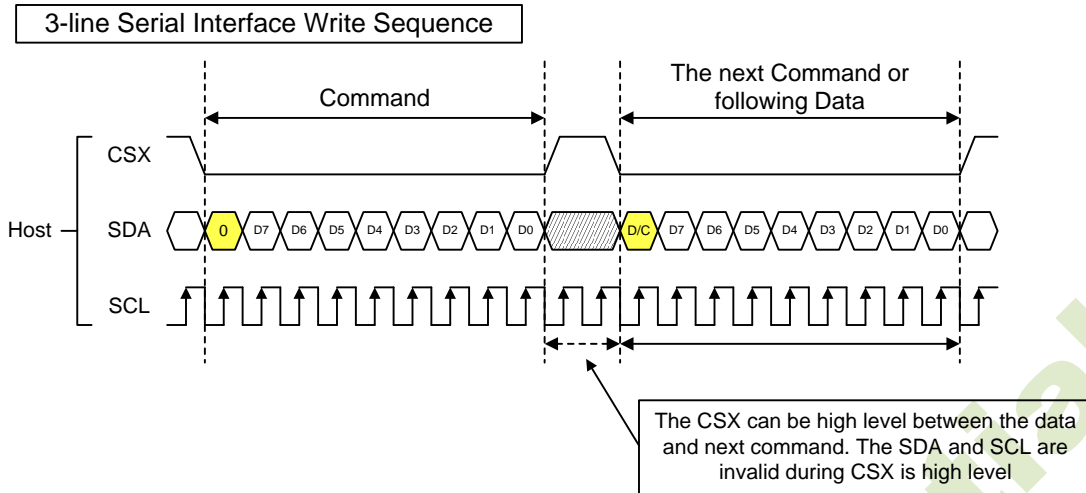 3-line Serial Interface Write Sequence
Command
The next Command or
following Data
CSX
Host
SDA
0 D7 D6 D5 D4 D3 D2 D1 D0 D/C D7 D6 D5 D4 D3 D2 D1 D0
SCL
The CSX can be high level between the data
and next command. The SDA and SCL are
invalid during CSX is high level